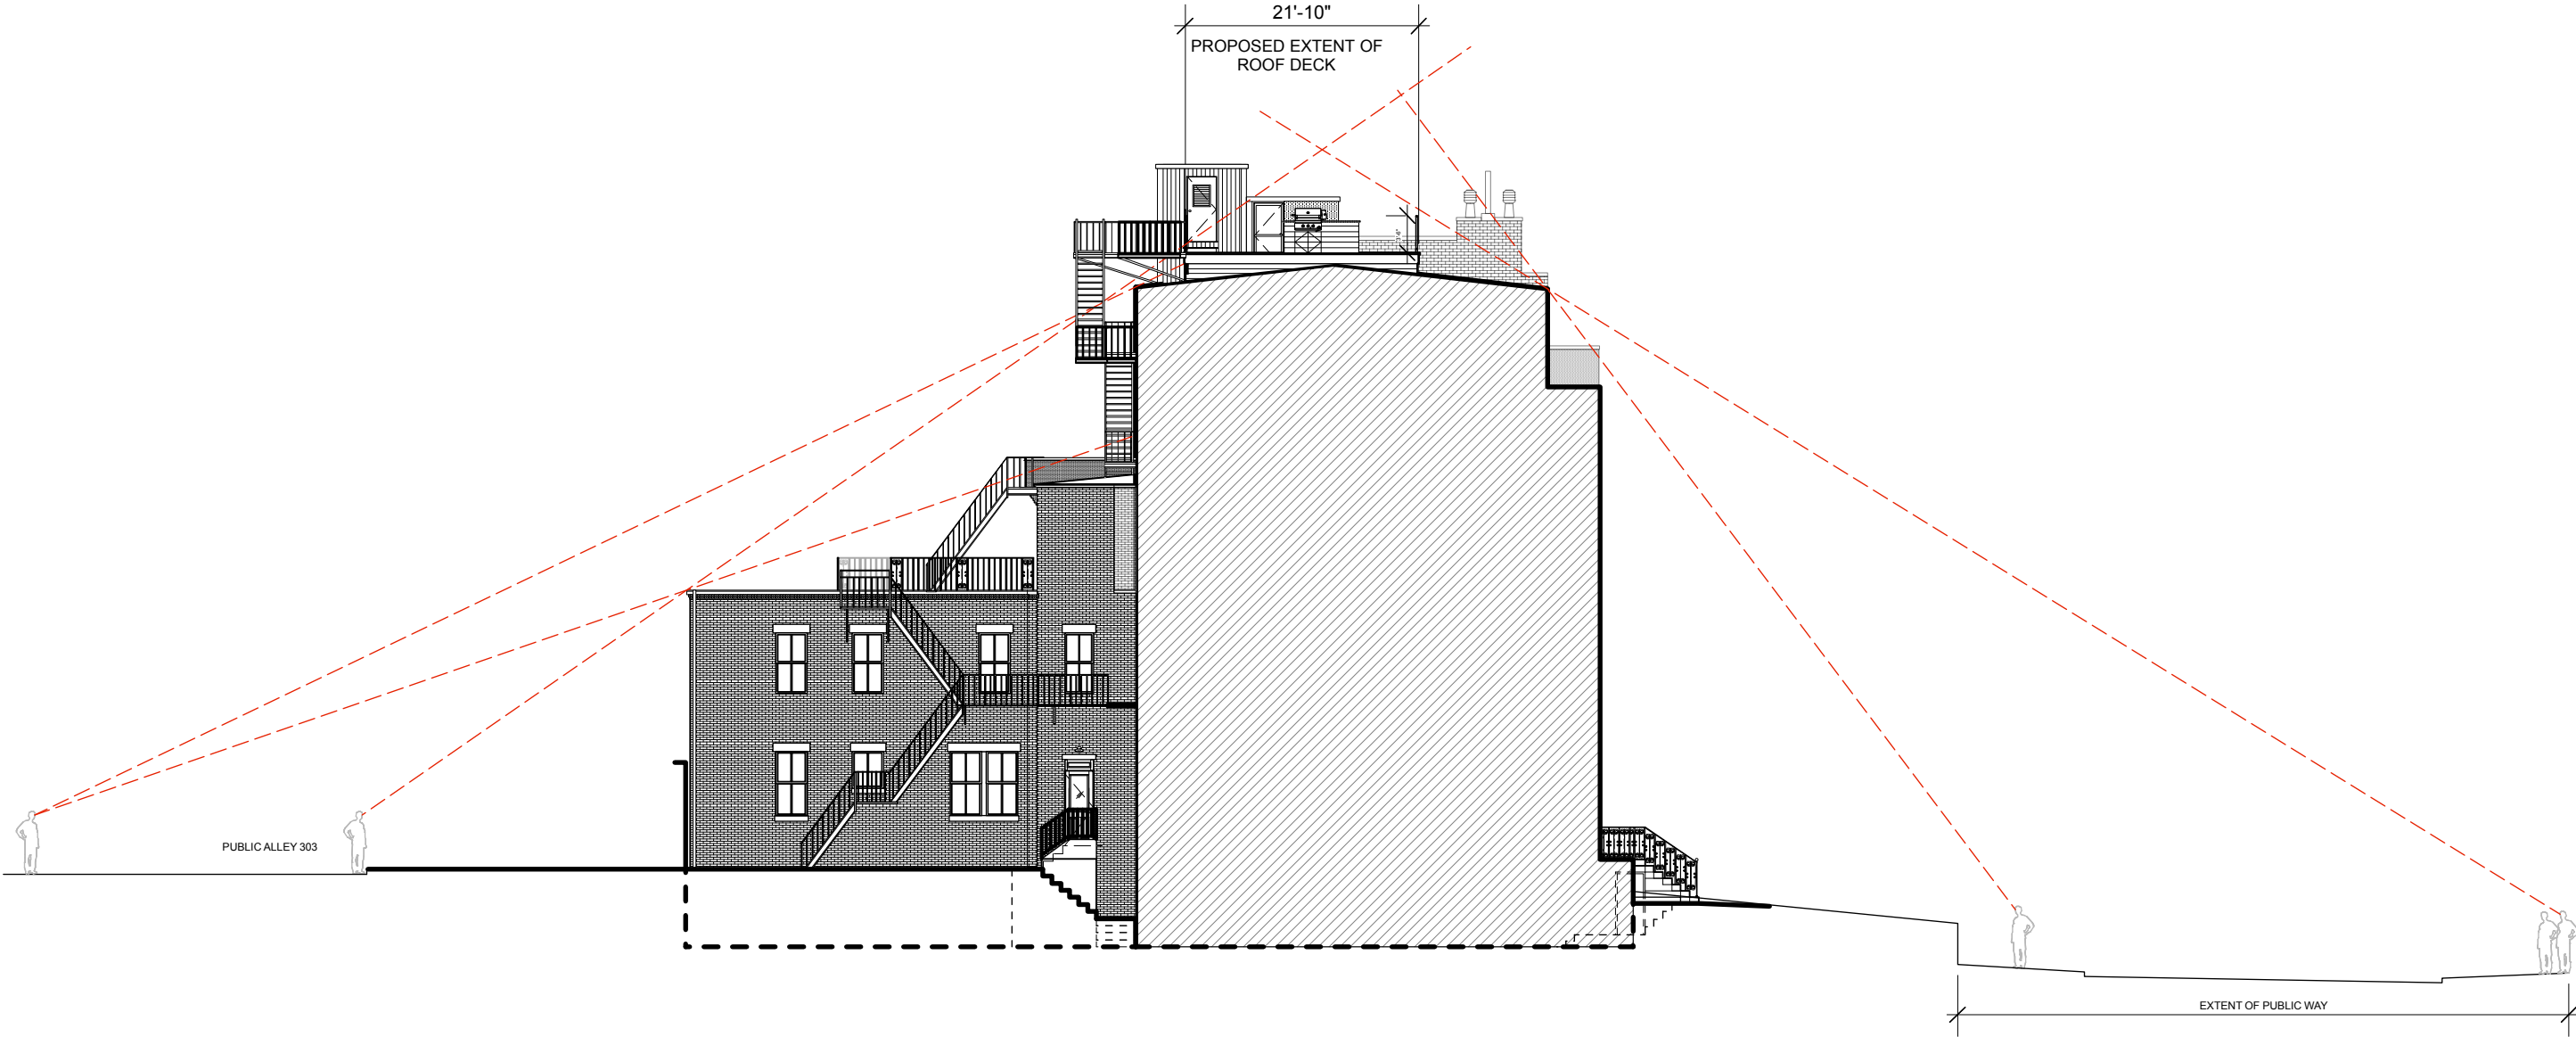 21'-10"
PROPOSED EXTENT OF
ROOF DECK
PUBLIC ALLEY 303
EXTENT OF PUBLIC WAY